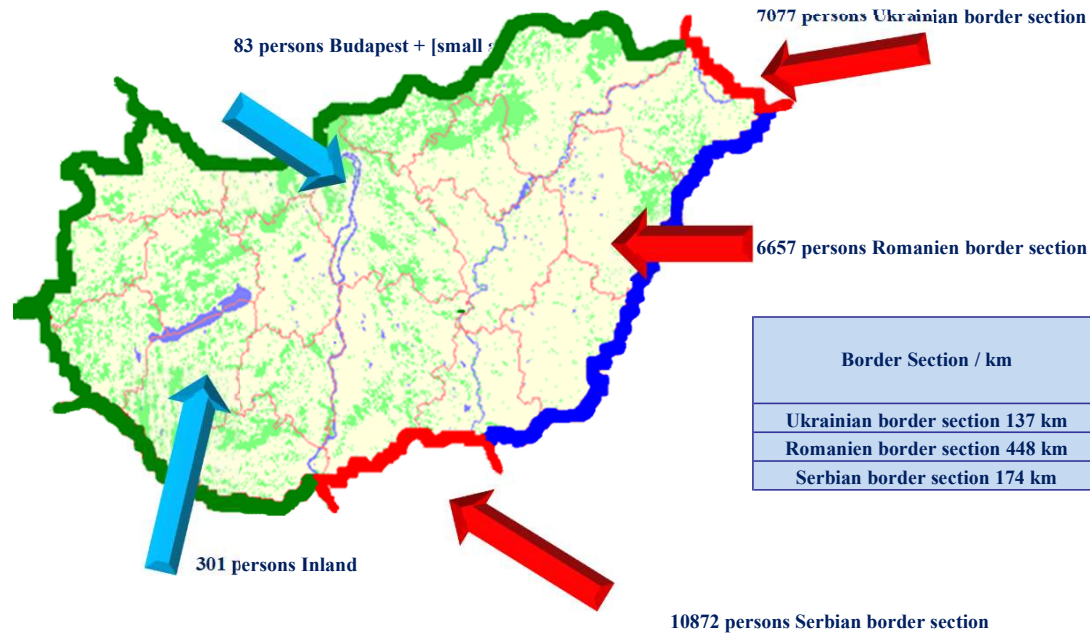 7077 persons Ukrainian border section
83 persons Budapest + [small
6657 persons Romanien border section
Border Section / km
Ukrainian border section 137 km
Romanien border section 448 km
Serbian border section 174 km
301 persons Inland
10872 persons Serbian border section